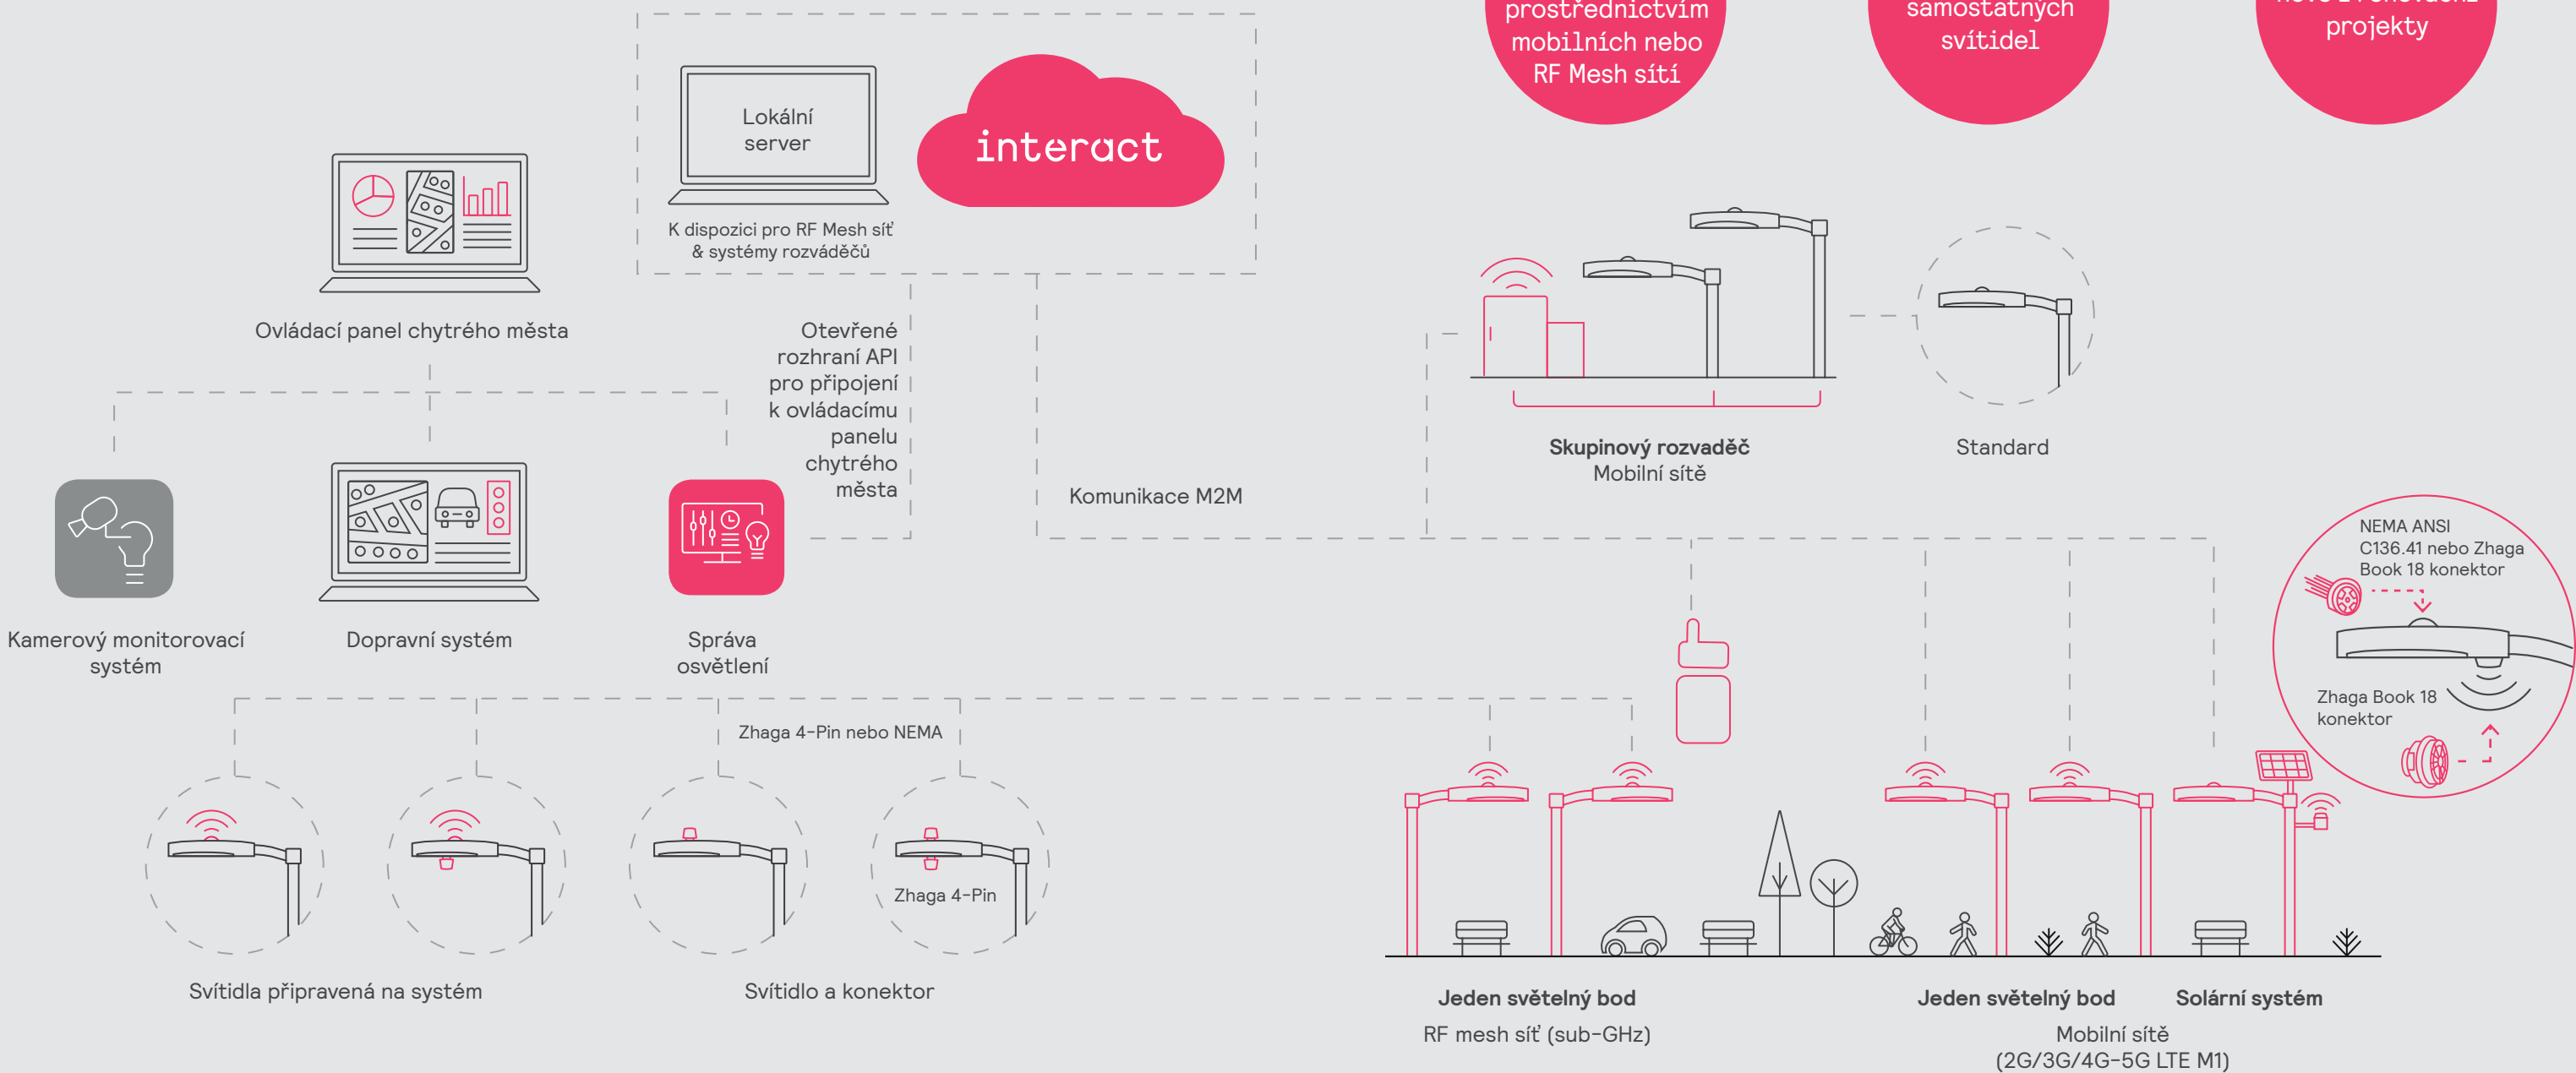 prostřednictvím
mobilních nebo
RF Mesh sítí
samostatných
svítidel
projekty
Lokální
server
interact
K dispozici pro RF Mesh síť
& systémy rozváděčů
Ovládací panel chytrého města
Otevřené
rozhraní API
pro připojení
k ovládacímu
panelu
chytrého
města
Komunikace M2M
Skupinový rozvaděč
Mobilní sítě
Standard
NEMA ANSI
C136.41 nebo Zhaga
Book 18 konektor
Zhaga Book 18
konektor
Kamerový monitorovací
systém
Dopravní systém
Správa
osvětlení
Zhaga 4-Pin nebo NEMA
Zhaga 4-Pin
Svítidla připravená na systém
Svítidlo a konektor
Jeden světelný bod
RF mesh síť (sub-GHz)
Jeden světelný bod
Solární systém
Mobilní sítě
(2G/3G/4G-5G LTE M1)